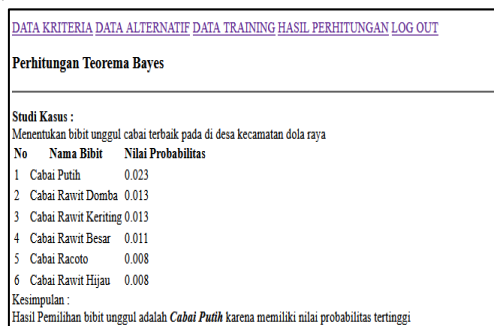 DATA KRITERIA DATA ALTERNATIF DATA TRAINING HASIL PERHITUNGAN LOG OUT
Perhitungan Teorema Bayes
Studi Kasus :
Menentukan bibit unggul cabai terbaik pada di desa kecamatan dola raya
No Nama Bibit Nilai Probabilitas
1 Cabai Putih 0.023
2 Cabai Rawit Domba 0.013
3 Cabai Rawit Keriting 0.013
4 Cabai Rawit Besar 0.011
5 Cabai Racoto 0.008
6 Cabai Rawit Hijau 0.008
Kesimpulan :
Hasil Pemilihan bibit unggul adalah Cabai Putih karena memiliki nilai probabilitas tertinggi